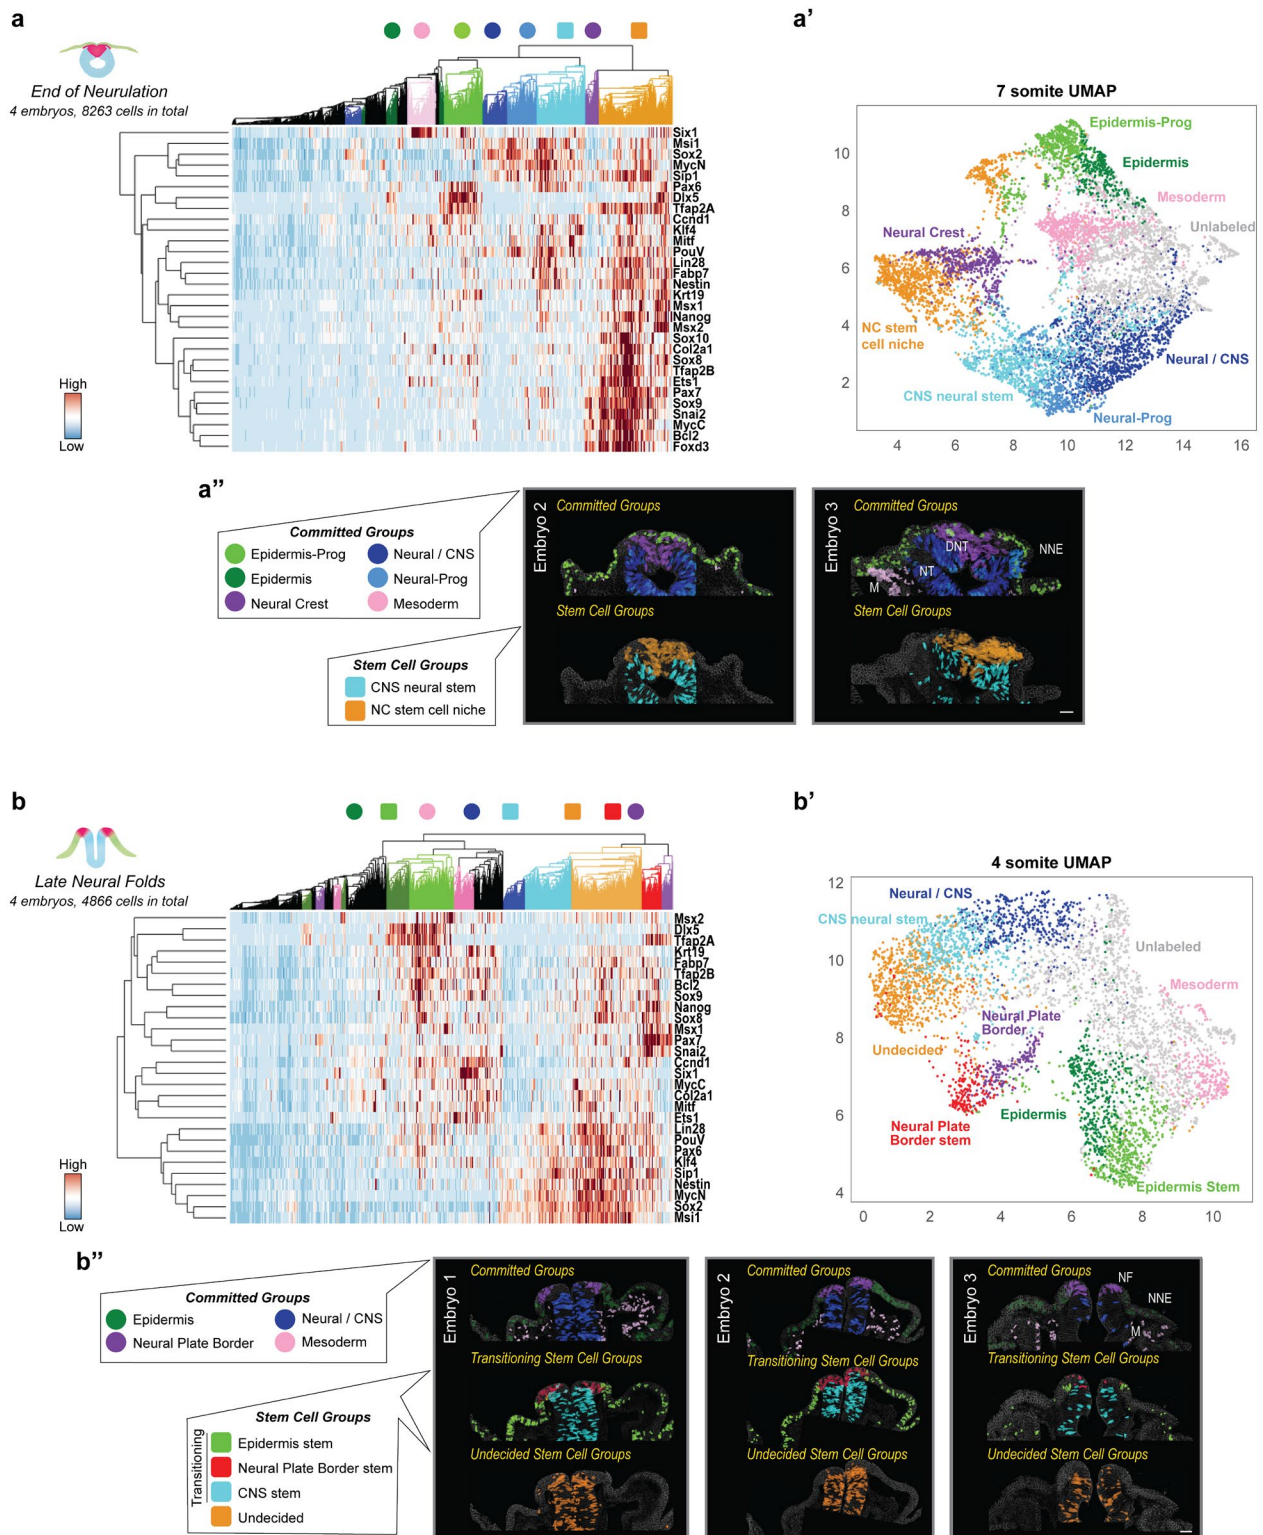 a
End of Neurulation
4 embryos, 8263 cells in total
High
Low
Six1
Msi1
Sox2
MycN
Sip1
Pax6
Dlx5
Tfap2A
Ccnd1
Klf4
Mitf
PouV
Lin28
Fabp7
Nestin
Krt19
Msx1
Nanog
Msx2
Sox10
Col2a1
Sox8
Tfap2B
Ets1
Pax7
Sox9
Snai2
MycC
Bcl2
Foxd3
a’
7 somite UMAP
Epidermis-Prog
Epidermis
Mesoderm
Unlabeled
Neural Crest
NC stem
cell niche
Neural / CNS
CNS neural stem
Neural-Prog
10
8
6
4
2
4 6 8 10 12 14 16
a”
Committed Groups
Epidermis-Prog
Neural / CNS
Epidermis
Neural-Prog
Neural Crest
Mesoderm
Stem Cell Groups
CNS neural stem
NC stem cell niche
Embryo 2
Committed Groups
Stem Cell Groups
Embryo 3
Committed Groups
DNT
NNE
NT
M
Stem Cell Groups
b
Late Neural Folds
4 embryos, 4866 cells in total
High
Low
Msx2
Dlx5
Tfap2A
Krt19
Fabp7
Tfap2B
Bcl2
Sox9
Nanog
Sox8
Msx1
Pax7
Snai2
Ccnd1
Six1
MycC
Col2a1
Mitf
Ets1
Lin28
PouV
Pax6
Klf4
Sip1
Nestin
MycN
Sox2
Msi1
b’
4 somite UMAP
Neural / CNS
CNS neural stem
Unlabeled
Mesoderm
Neural Plate
Border
Undecided
Epidermis
Neural Plate
Border stem
Epidermis Stem
12
10
8
6
4
0 2 4 6 8 10
b”
Committed Groups
Epidermis
Neural / CNS
Neural Plate Border
Mesoderm
Stem Cell Groups
Transitioning
Epidermis stem
Neural Plate Border stem
CNS stem
Undecided
Embryo 1
Committed Groups
Transitioning Stem Cell Groups
Undecided Stem Cell Groups
Embryo 2
Committed Groups
Transitioning Stem Cell Groups
Undecided Stem Cell Groups
Embryo 3
Committed Groups
NF
NNE
M
Transitioning Stem Cell Groups
Undecided Stem Cell Groups